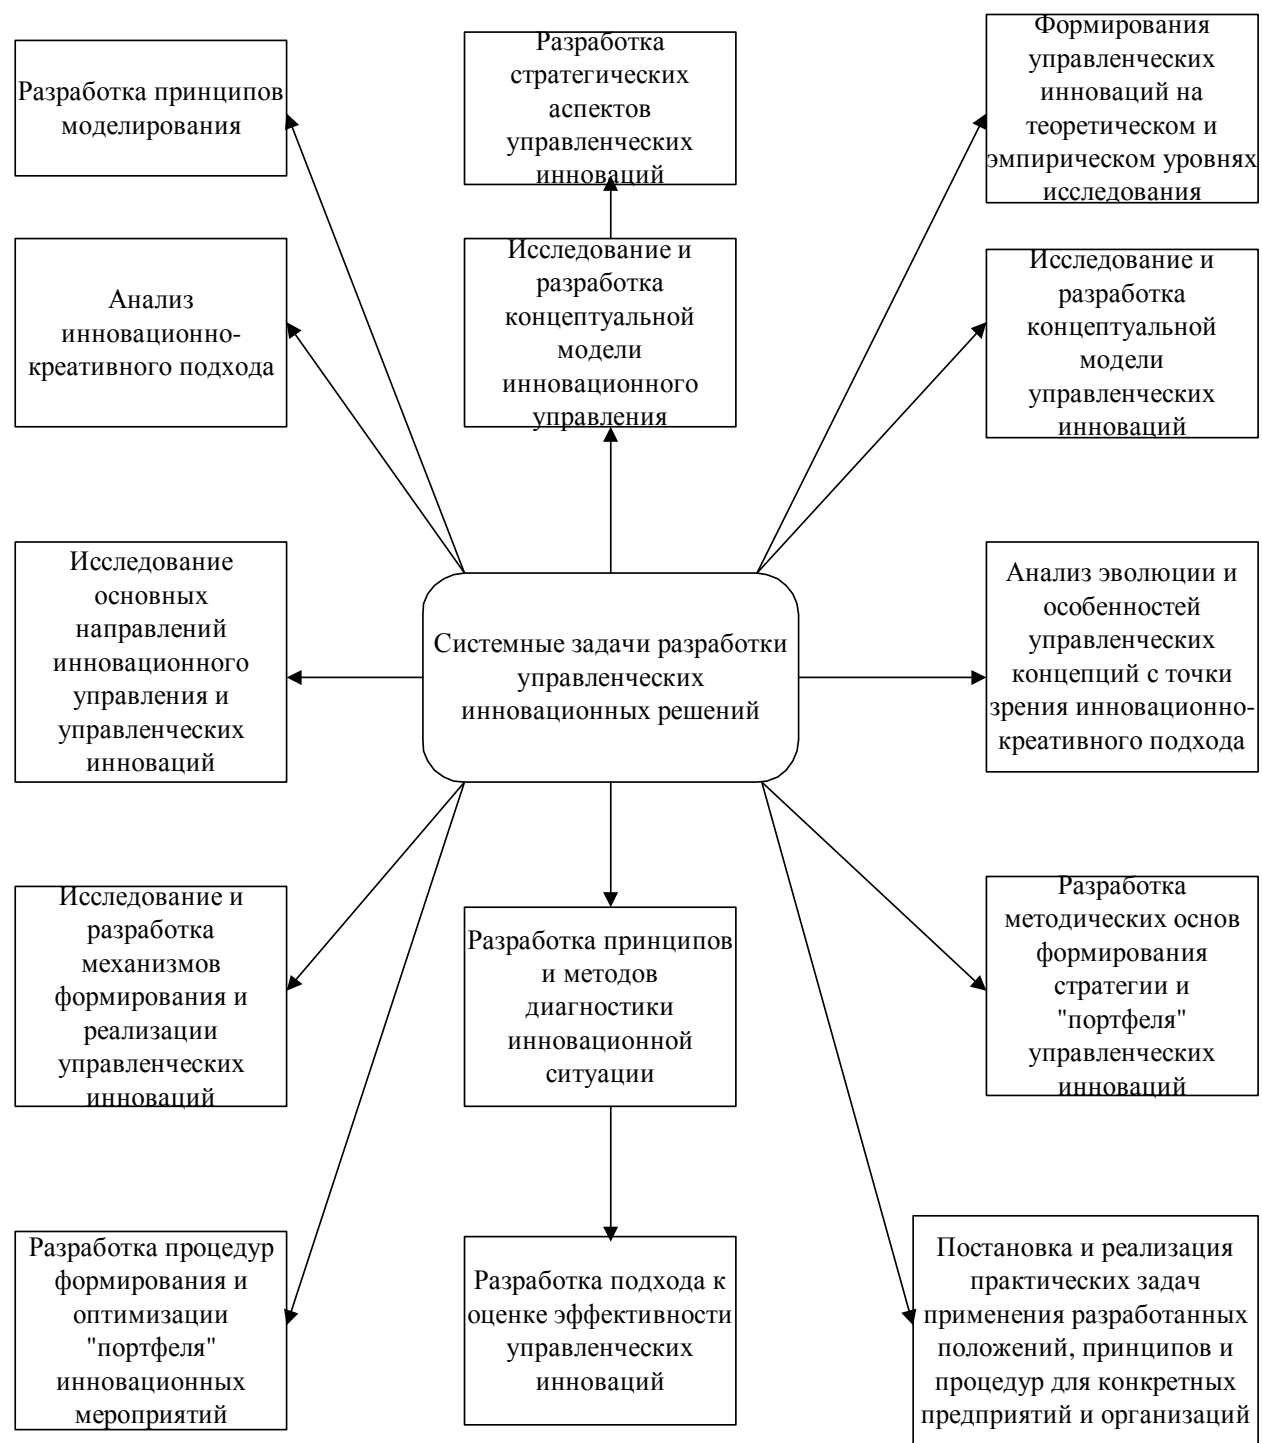 Разработка принципов
моделирования
Разработка
стратегических
аспектов
управленческих
инноваций
Формирования
управленческих
инноваций на
теоретическом и
эмпирическом уровнях
исследования
Анализ
инновационно-
креативного подхода
Исследование и
разработка
концептуальной
модели
инновационного
управления
Исследование и
разработка
концептуальной
модели
управленческих
инноваций
Исследование
основных
направлений
инновационного
управления и
управленческих
инноваций
Системные задачи разработки
управленческих
инновационных решений
Анализ эволюции и
особенностей
управленческих
концепций с точки
зрения инновационно-
креативного подхода
Исследование и
разработка
механизмов
формирования и
реализации
управленческих
инноваций
Разработка принципов
и методов
диагностики
инновационной
ситуации
Разработка
методических основ
формирования
стратегии и
"портфеля"
управленческих
инноваций
Разработка процедур
формирования и
оптимизации
"портфеля"
инновационных
мероприятий
Разработка подхода к
оценке эффективности
управленческих
инноваций
Постановка и реализация
практических задач
применения разработанных
положений, принципов и
процедур для конкретных
предприятий и организаций